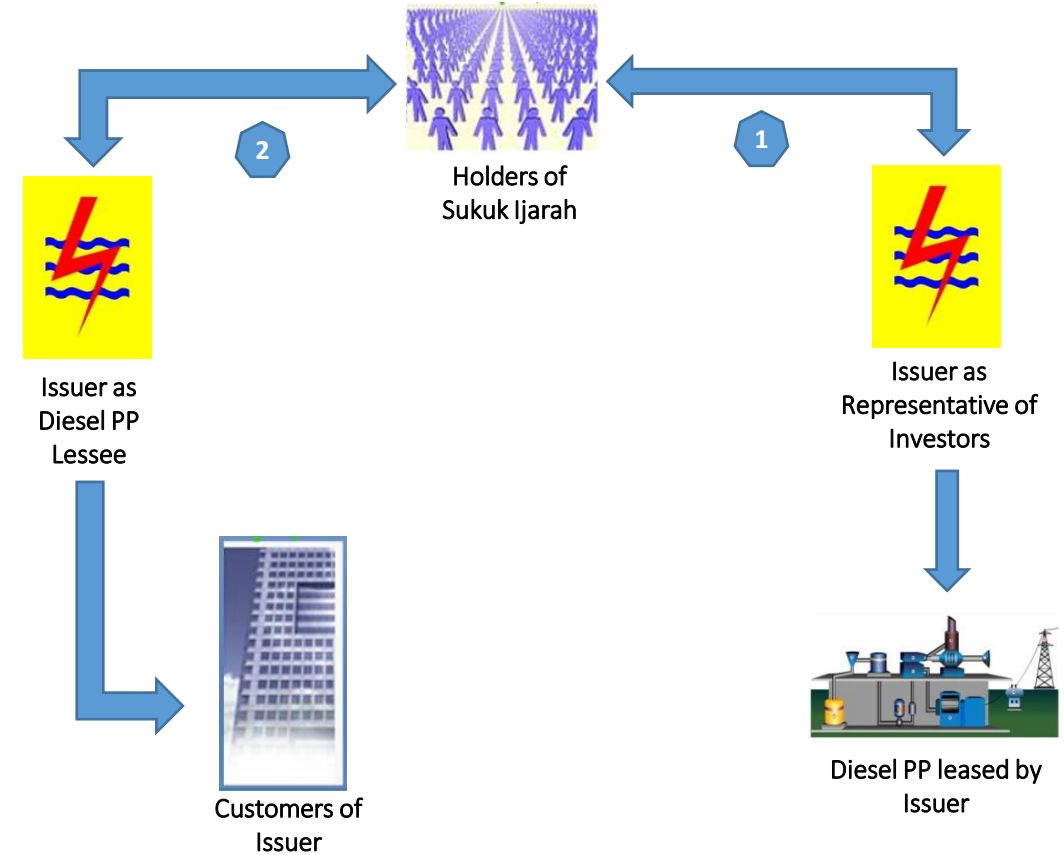 2
1
Holders of
Sukuk Ijarah
Issuer as
Diesel PP
Lessee
Issuer as
Representative of
Investors
Customers of
Issuer
Diesel PP leased by
Issuer